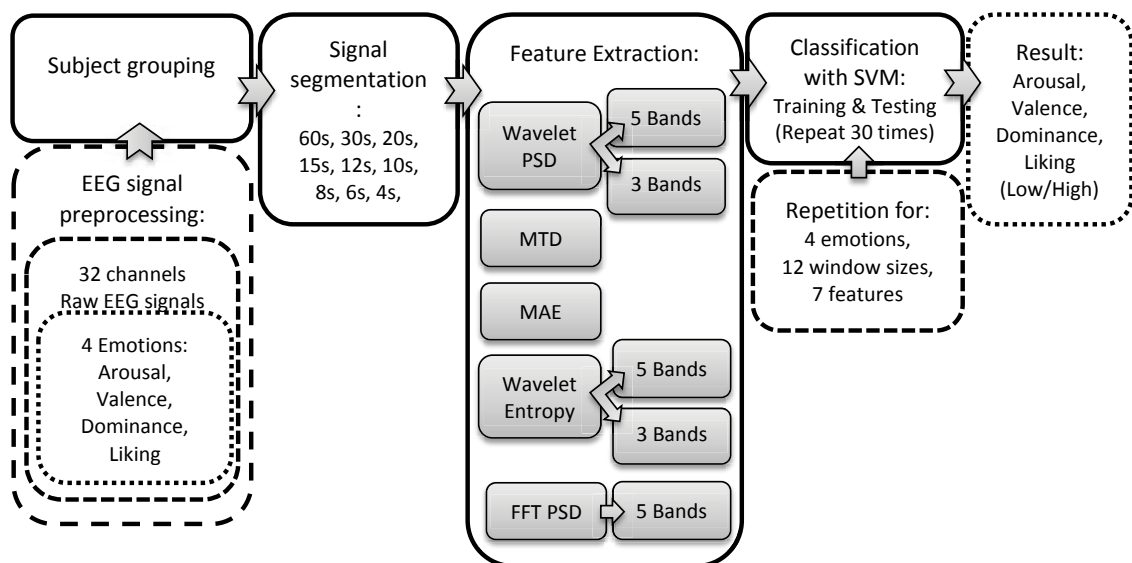 Subject grouping
EEG signal
preprocessing:
32 channels
Raw EEG signals
4 Emotions:
Arousal,
Valence,
Dominance,
Liking
Signal
segmentation
:
60s, 30s, 20s,
15s, 12s, 10s,
8s, 6s, 4s,
Feature Extraction:
Wavelet
PSD
5 Bands
3 Bands
MTD
MAE
Wavelet
Entropy
5 Bands
3 Bands
FFT PSD
5 Bands
Classification
with SVM:
Training & Testing
(Repeat 30 times)
Repetition for:
4 emotions,
12 window sizes,
7 features
Result:
Arousal,
Valence,
Dominance,
Liking
(Low/High)